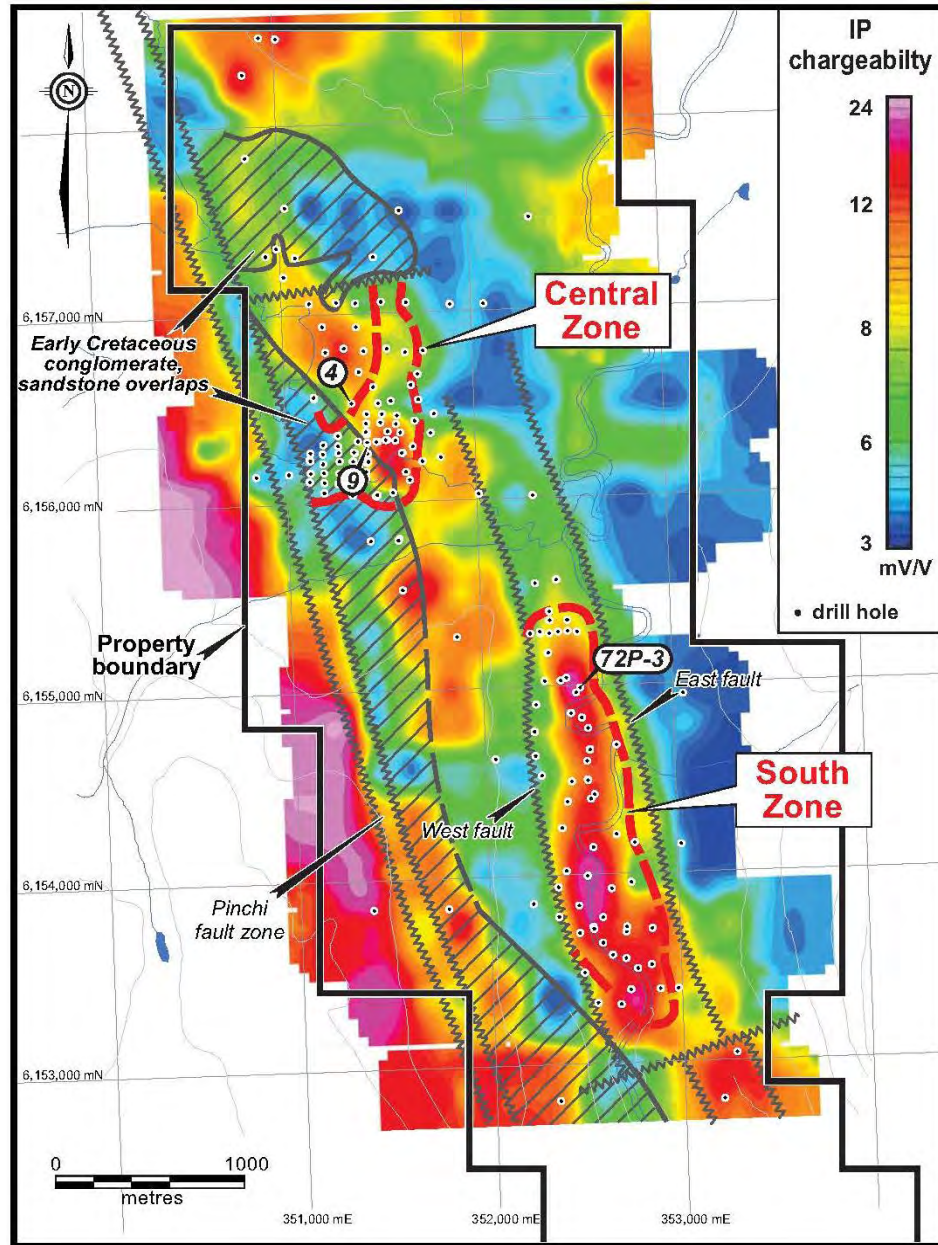 IP
chargeabilty
24
12
8
6
3
mV/V
• drill hole
N
Central
Zone
6,157,000 mN
Early Cretaceous
conglomerate,
sandstone overlaps
4
9
6,156,000 mN
Property
boundary
72P-3
East fault
6,155,000 mN
South
Zone
West fault
6,154,000 mN
Pinchi
fault zone
6,153,000 mN
0 1000
metres
351,000 mE 352,000 mE 353,000 mE